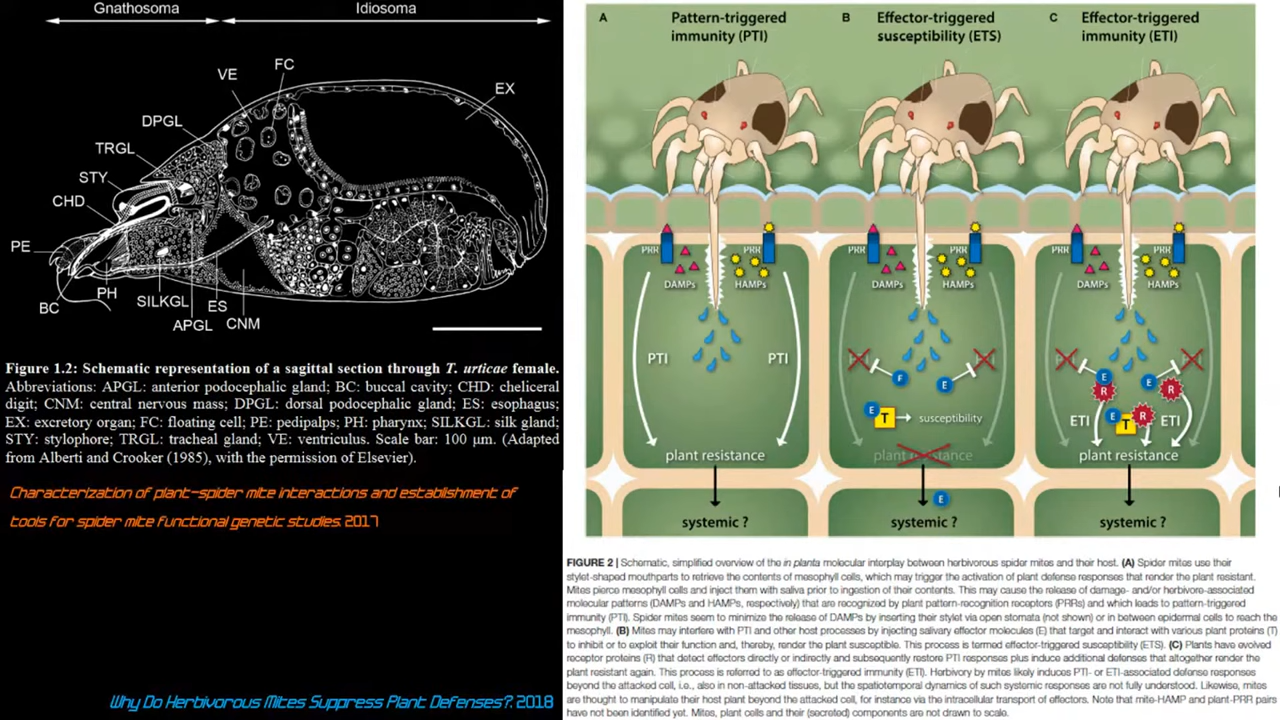 Gnathosoma
Idiosoma
FC
VE
EX
DPGL
TRGL
STY
CHD
PE
BC
PH
SILKGL
ES
APGL
CNM
Figure 1.2: Schematic representation of a sagittal section through T. urticae female.
Abbreviations: APGL: anterior podocephalic gland; BC: buccal cavity; CHD: cheliceral
digit; CNM: central nervous mass; DPGL: dorsal podocephalic gland; ES: esophagus;
EX: excretory organ; FC: floating cell; PE: pedipalps; PH: pharynx; SILKGL: silk gland;
STY: stylophore; TRGL: tracheal gland; VE: ventriculus. Scale bar: 100 µm. (Adapted
from Alberti and Crooker (1985), with the permission of Elsevier).
Characterization of plant-spider mite interactions and establishment of
tools for spider mite functional genetic studies. 2017
Why Do Herbivorous Mites Suppress Plant Defenses?. 2018
A
Pattern-triggered
immunity (PTI)
B
Effector-triggered
susceptibility (ETS)
C
Effector-triggered
immunity (ETI)
PRR
PRR
DAMPs
HAMPs
PTI
PTI
plant resistance
systemic ?
PRR
PRR
DAMPs
HAMPs
E
E
E
T
susceptibility
plant resistance
E
systemic ?
PRR
PRR
DAMPs
HAMPs
E
R
E
R
E
T
R
ETI
ETI
plant resistance
systemic ?
FIGURE 2 | Schematic, simplified overview of the in planta molecular interplay between herbivorous spider mites and their host. (A) Spider mites use their
stylet-shaped mouthparts to retrieve the contents of mesophyll cells, which may trigger the activation of plant defense responses that render the plant resistant.
Mites pierce mesophyll cells and inject them with saliva prior to ingestion of their contents. This may cause the release of damage- and/or herbivore-associated
molecular patterns (DAMPs and HAMPs, respectively) that are recognized by plant pattern-recognition receptors (PRRs) and which leads to pattern-triggered
immunity (PTI). Spider mites seem to minimize the release of DAMPs by inserting their stylet via open stomata (not shown) or in between epidermal cells to reach the
mesophyll. (B) Mites may interfere with PTI and other host processes by injecting salivary effector molecules (E) that target and interact with various plant proteins (T)
to inhibit or to exploit their function and, thereby, render the plant susceptible. This process is termed effector-triggered susceptibility (ETS). (C) Plants have evolved
receptor proteins (R) that detect effectors directly or indirectly and subsequently restore PTI responses plus induce additional defenses that altogether render the
plant resistant again. This process is referred to as effector-triggered immunity (ETI). Herbivory by mites likely induces PTI- or ETI-associated defense responses
beyond the attacked cell, i.e., also in non-attacked tissues, but the spatiotemporal dynamics of such systemic responses are not fully understood. Likewise, mites
are thought to manipulate their host plant beyond the attacked cell, for instance via the intracellular transport of effectors. Note that mite-HAMP and plant-PRR pairs
have not been identified yet. Mites, plant cells and their (secreted) components are not drawn to scale.